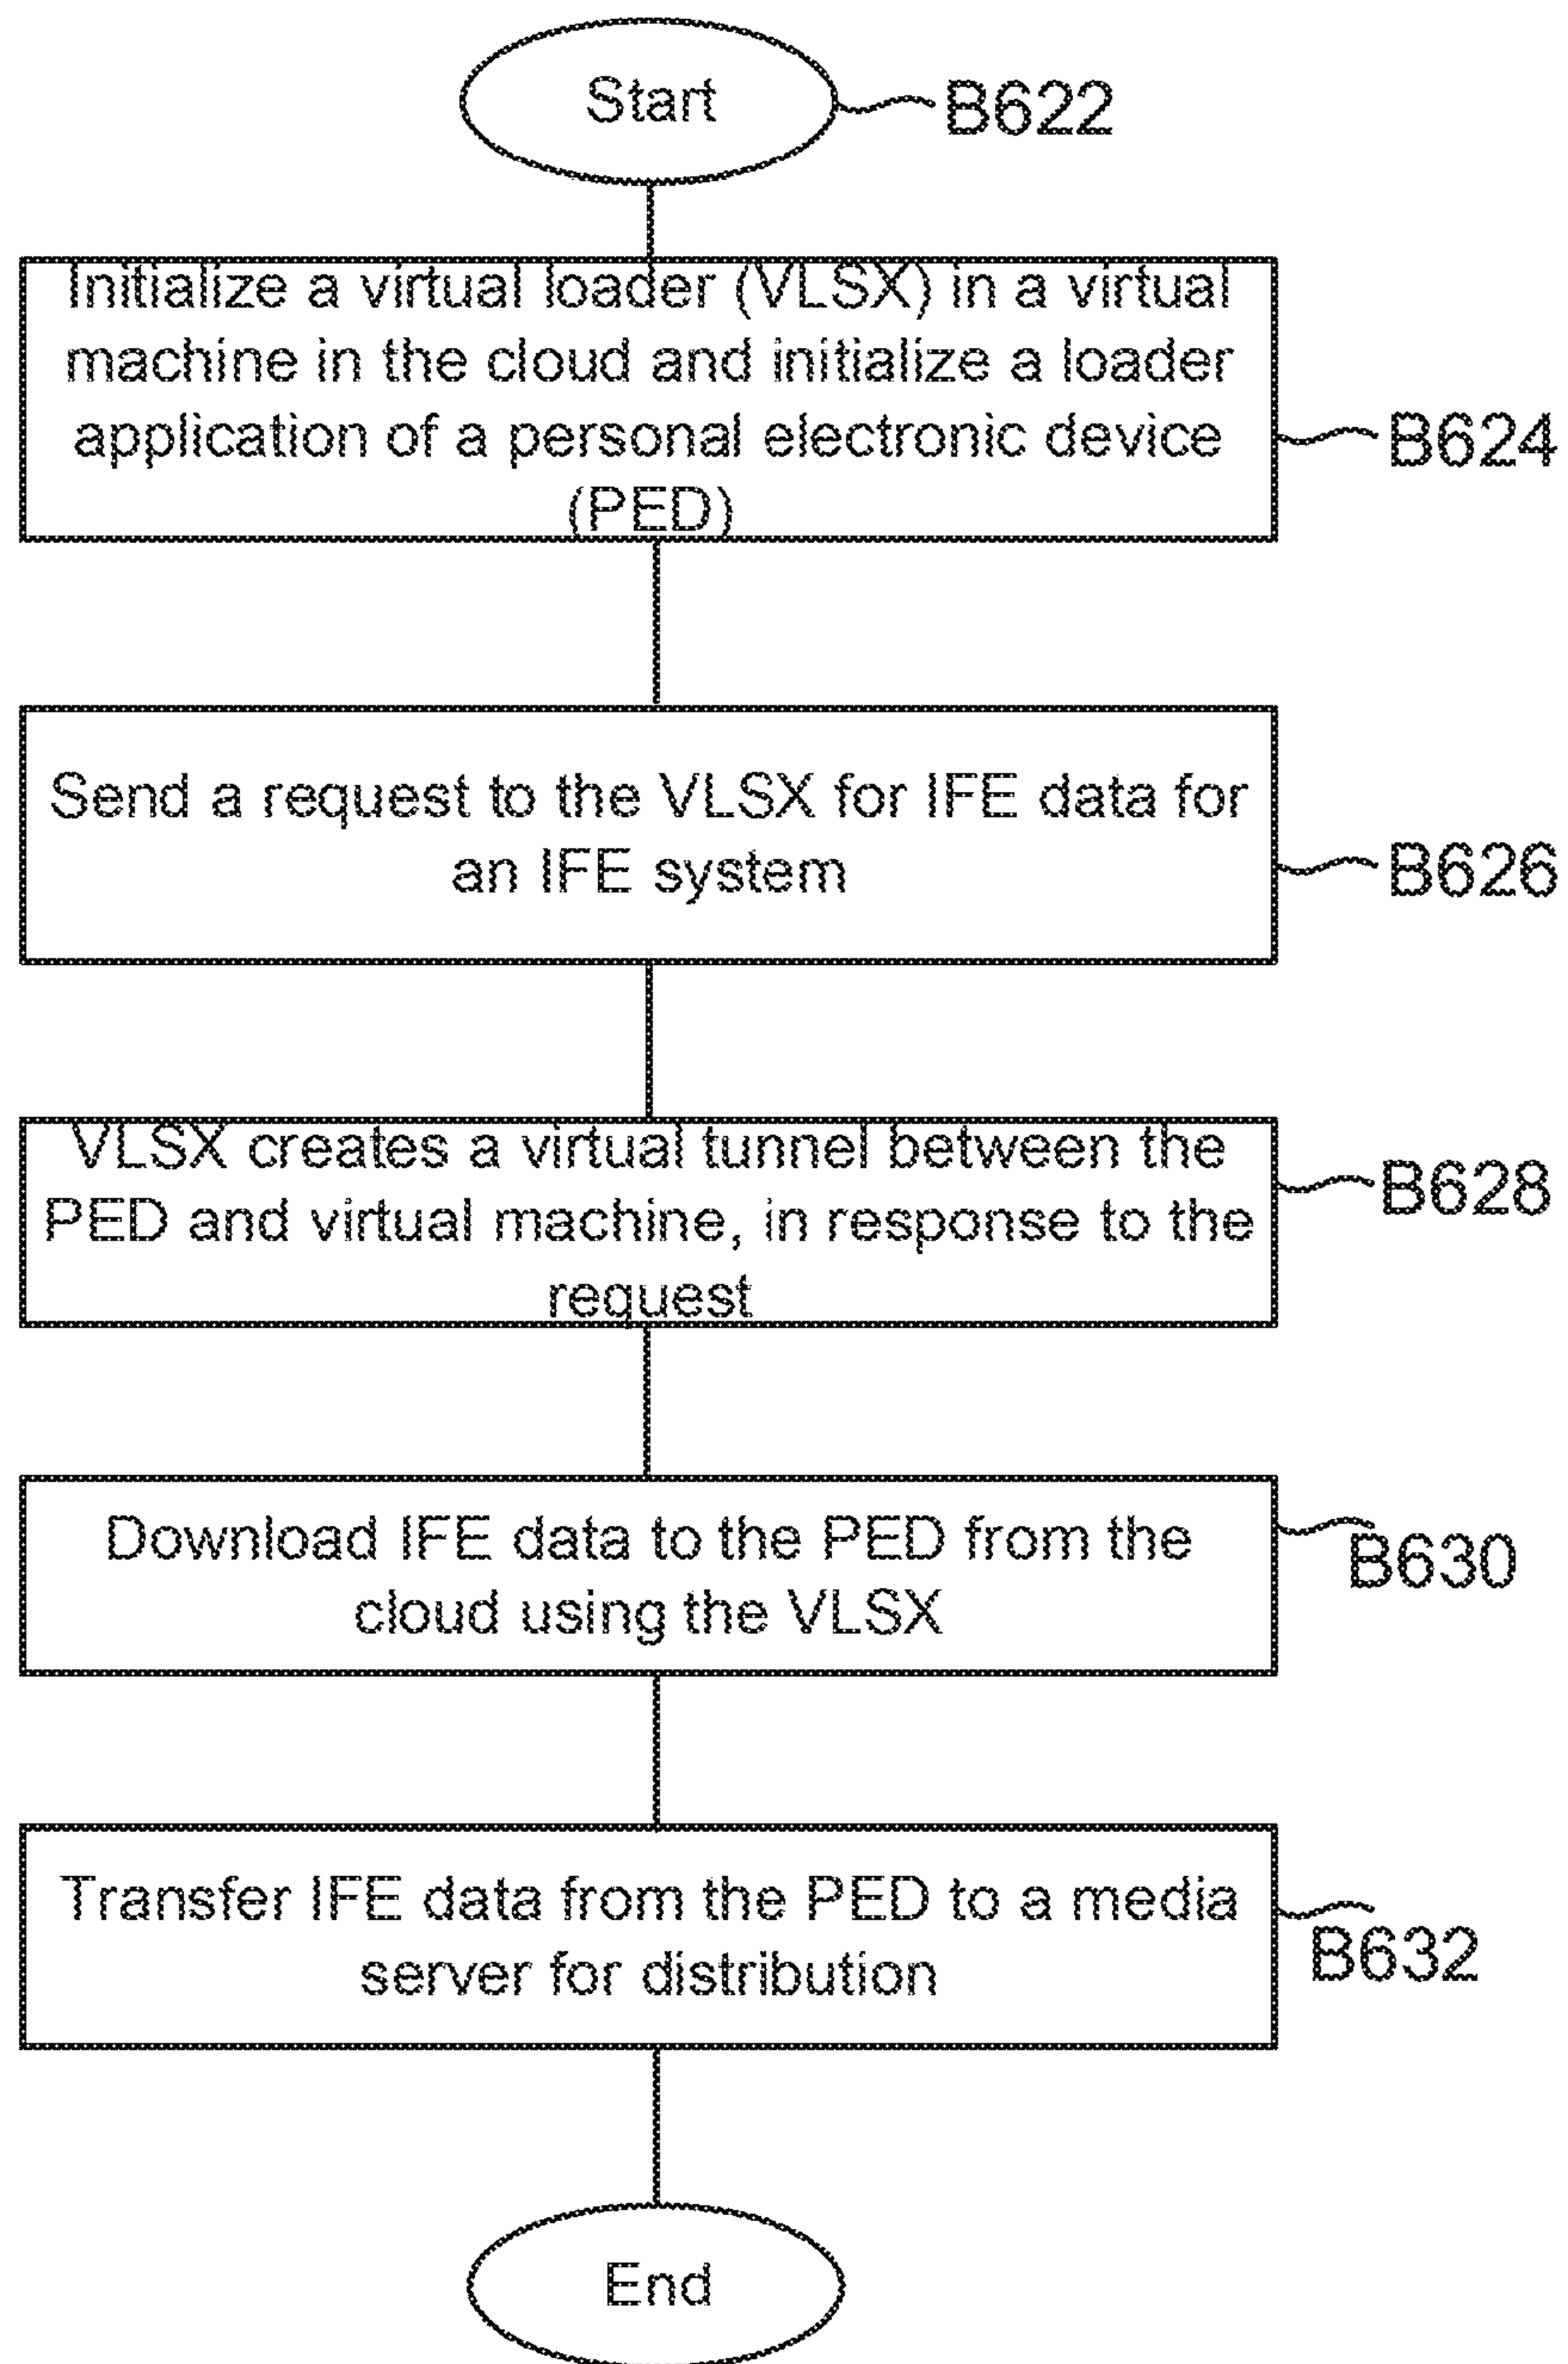 Start
B622
Initialize a virtual loader (VLSX) in a virtual
machine in the cloud and initialize a loader
application of a personal electronic device
(PED)
B624
Send a request to the VLSX for IFE data for
an IFE system
B626
VLSX creates a virtual tunnel between the
PED and virtual machine, in response to the
request
B628
Download IFE data to the PED from the
cloud using the VLSX
B630
Transfer IFE data from the PED to a media
server for distribution
B632
End